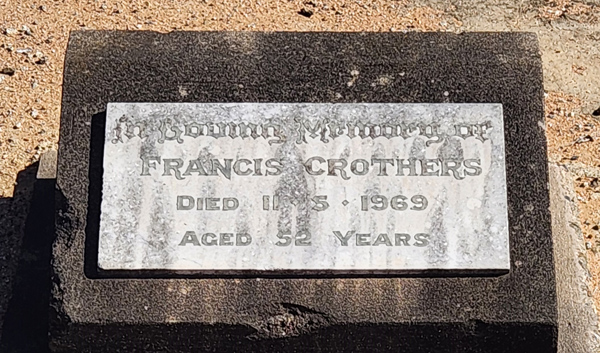 In Loving Memory of
FRANCIS CROTHERS
DIED 11 · 5 · 1969
AGED 52 YEARS